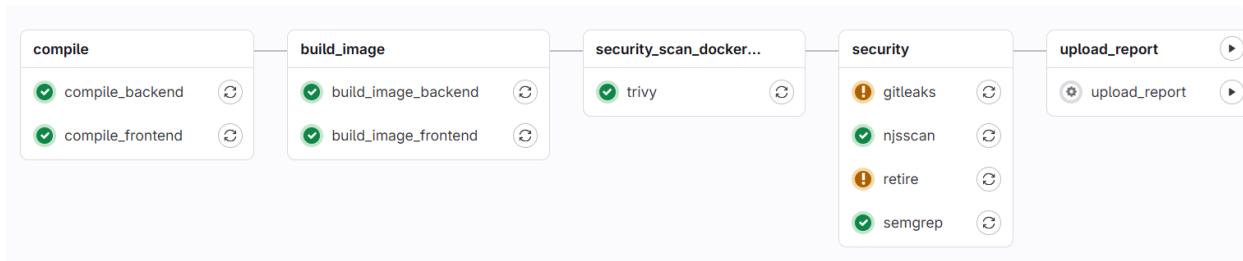 compile
compile_backend
compile_frontend
build_image
build_image_backend
build_image_frontend
security_scan_docker...
trivy
security
gitleaks
njsscan
retire
semgrep
upload_report
upload_report